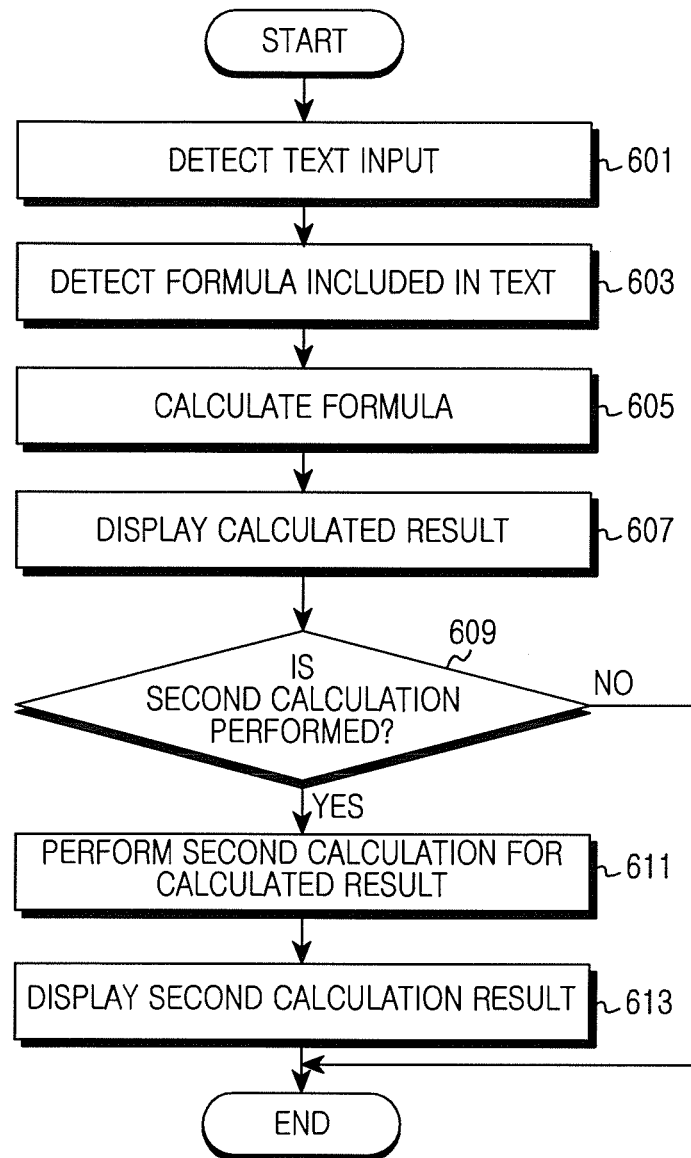 START
DETECT TEXT INPUT
601
DETECT FORMULA INCLUDED IN TEXT
603
CALCULATE FORMULA
605
DISPLAY CALCULATED RESULT
607
609
IS
SECOND CALCULATION
PERFORMED?
NO
YES
PERFORM SECOND CALCULATION FOR
CALCULATED RESULT
611
DISPLAY SECOND CALCULATION RESULT
613
END